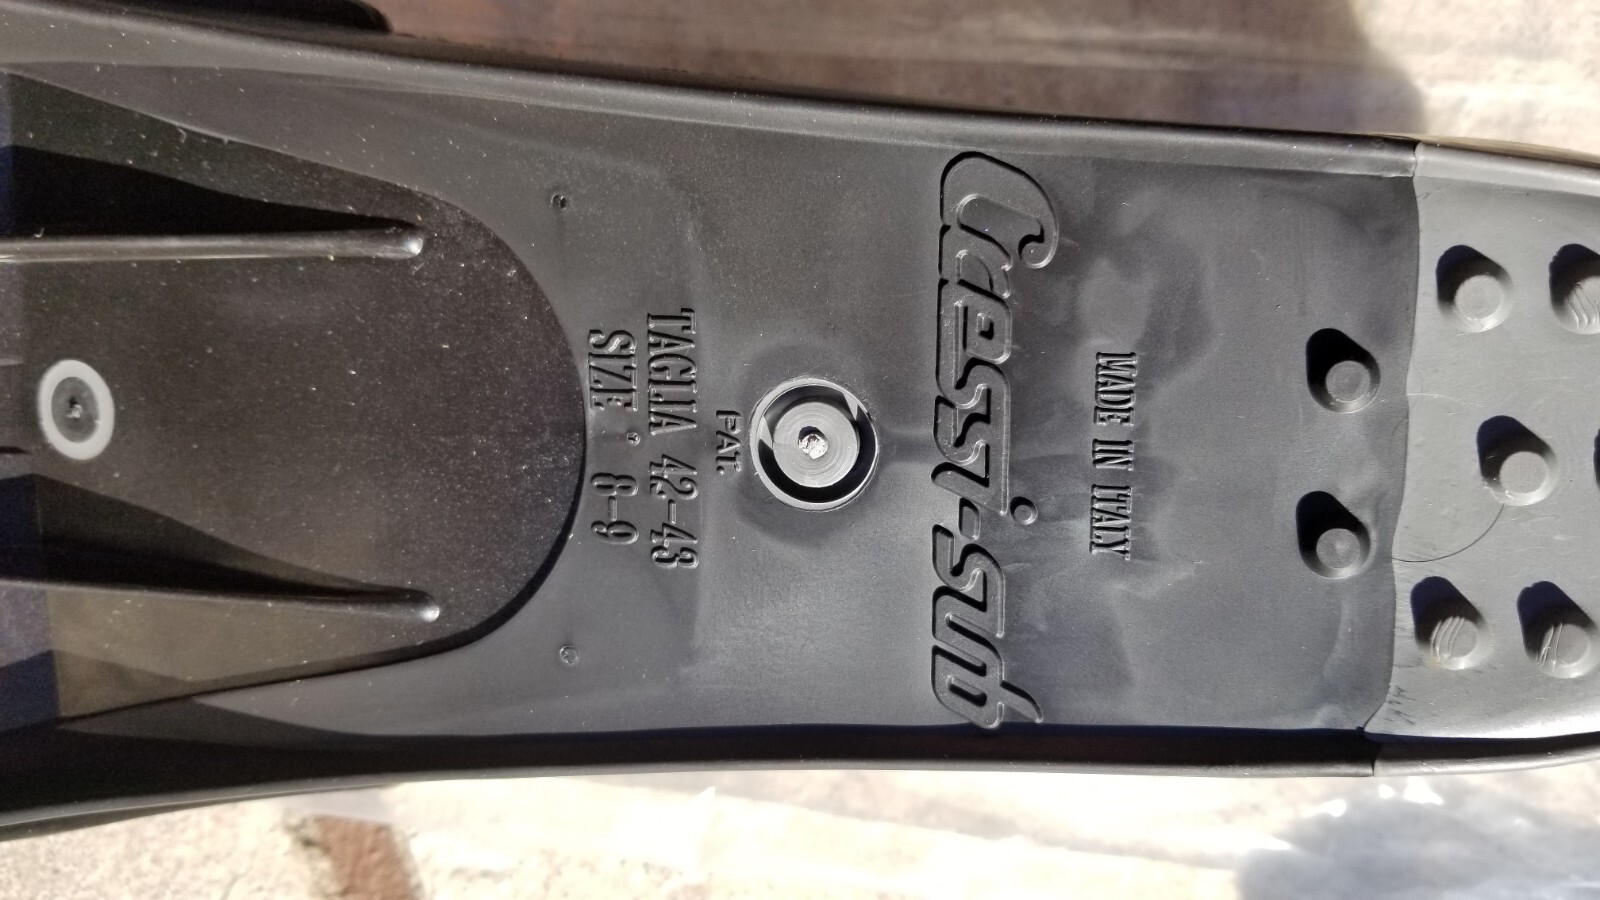 MADE IN ITALY
Cressi-sub
PAT.
TAGLIA 42-43
SIZE 8-9